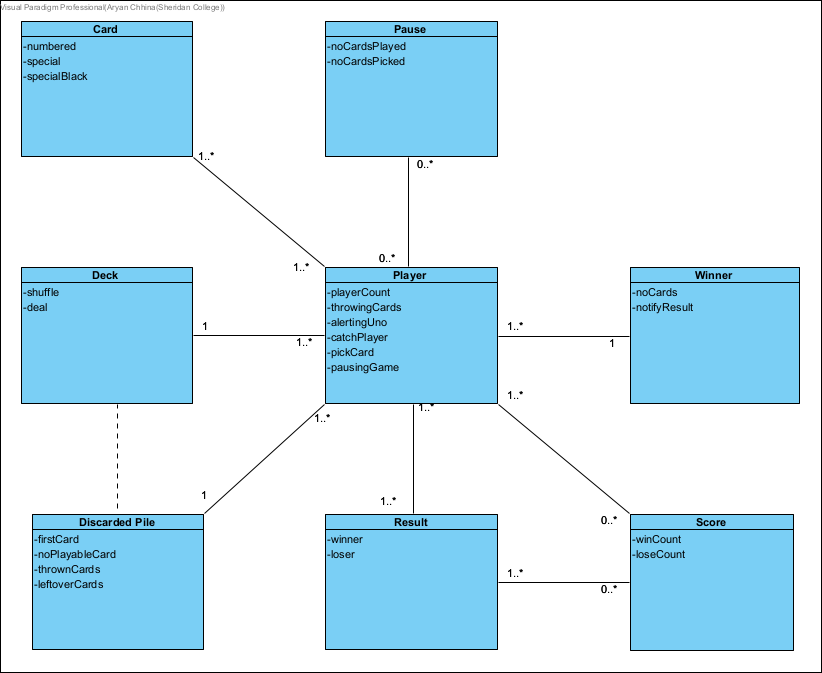 Visual Paradigm Professional(Aryan Chhina(Sheridan College))
Card
-numbered
-special
-specialBlack
Pause
-noCardsPlayed
-noCardsPicked
1..*
0..*
1..*
0..*
Deck
-shuffle
-deal
Player
-playerCount
-throwingCards
-alertingUno
-catchPlayer
-pickCard
-pausingGame
Winner
-noCards
-notifyResult
1
1..*
1..*
1
1..*
1..*
1..*
1
1..*
0..*
Discarded Pile
-firstCard
-noPlayableCard
-thrownCards
-leftoverCards
Result
-winner
-loser
Score
-winCount
-loseCount
1..*
0..*